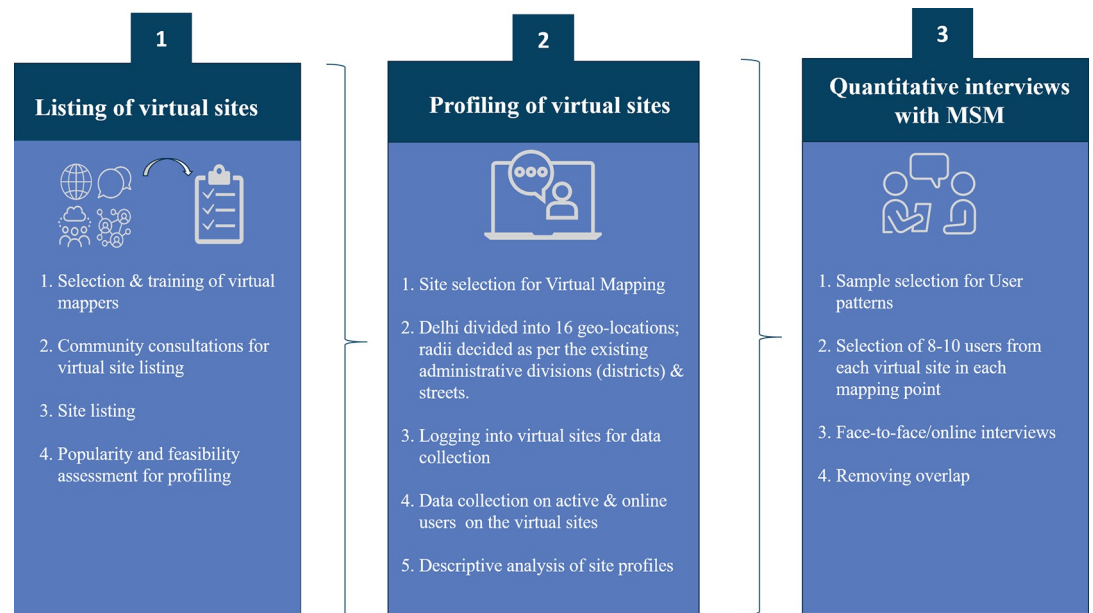 1
Listing of virtual sites
1. Selection & training of virtual
mappers
2. Community consultations for
virtual site listing
3. Site listing
4. Popularity and feasibility
assessment for profiling
2
Profiling of virtual sites
1. Site selection for Virtual Mapping
2. Delhi divided into 16 geo-locations;
radii decided as per the existing
administrative divisions (districts) &
streets.
3. Logging into virtual sites for data
collection
4. Data collection on active & online
users on the virtual sites
5. Descriptive analysis of site profiles
3
Quantitative interviews
with MSM
1. Sample selection for User
patterns
2. Selection of 8-10 users from
each virtual site in each
mapping point
3. Face-to-face/online interviews
4. Removing overlap